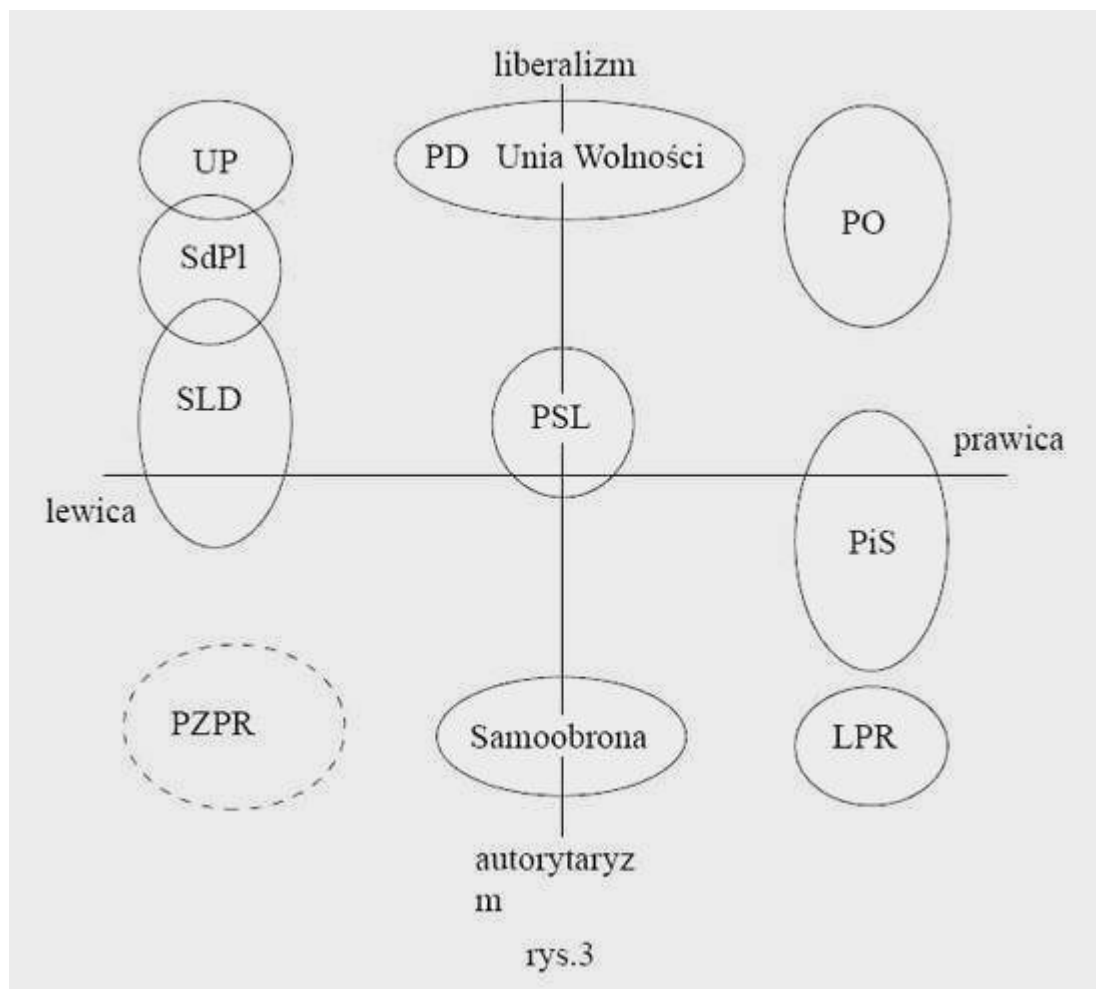 liberalizm
UP
PD Unia Wolności
PO
SdPl
SLD
PSL
prawica
lewica
PiS
PZPR
Samoobrona
LPR
autorytaryz
m
rys.3